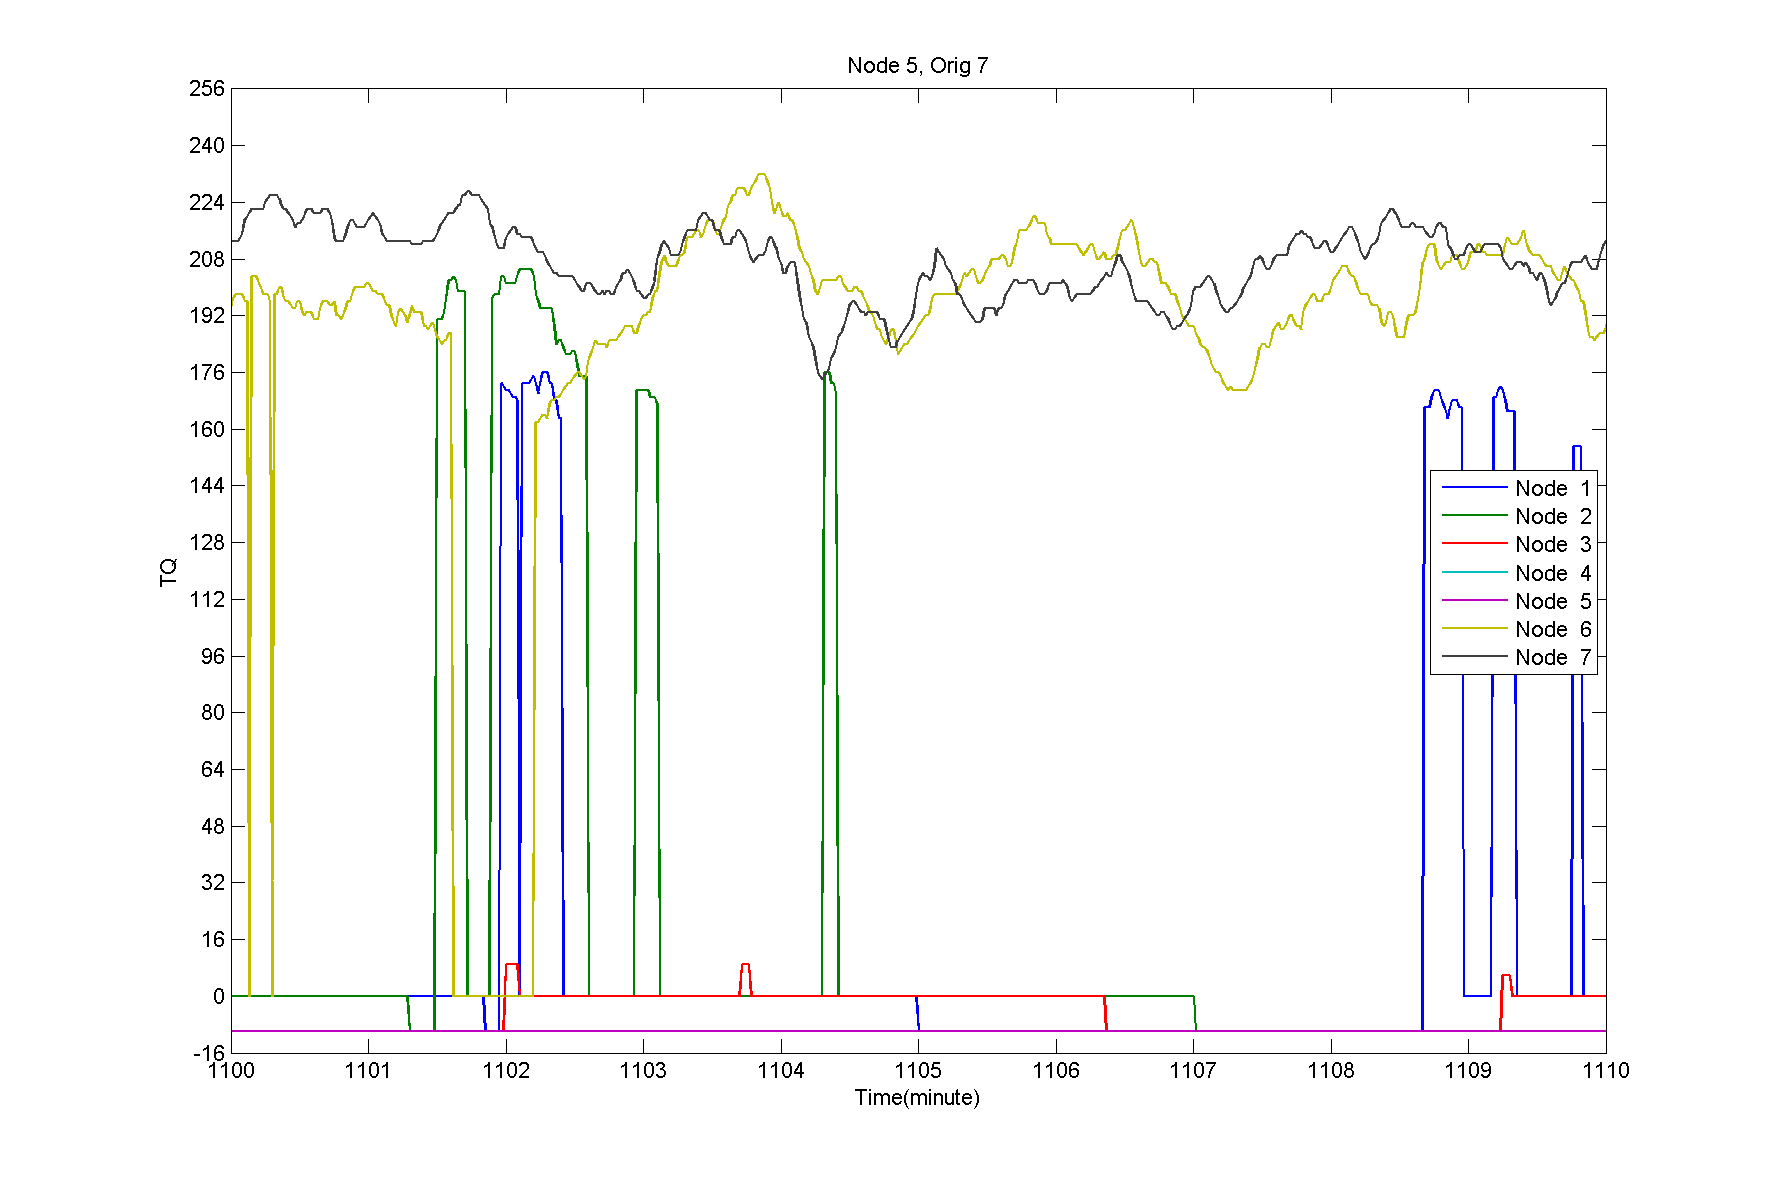 Node 5, Orig 7
256
240
224
208
192
176
160
144
128
112
96
80
64
48
32
16
0
-16
TQ
Node 1
Node 2
Node 3
Node 4
Node 5
Node 6
Node 7
1100 1101 1102 1103 1104 1105 1106 1107 1108 1109 1110
Time(minute)